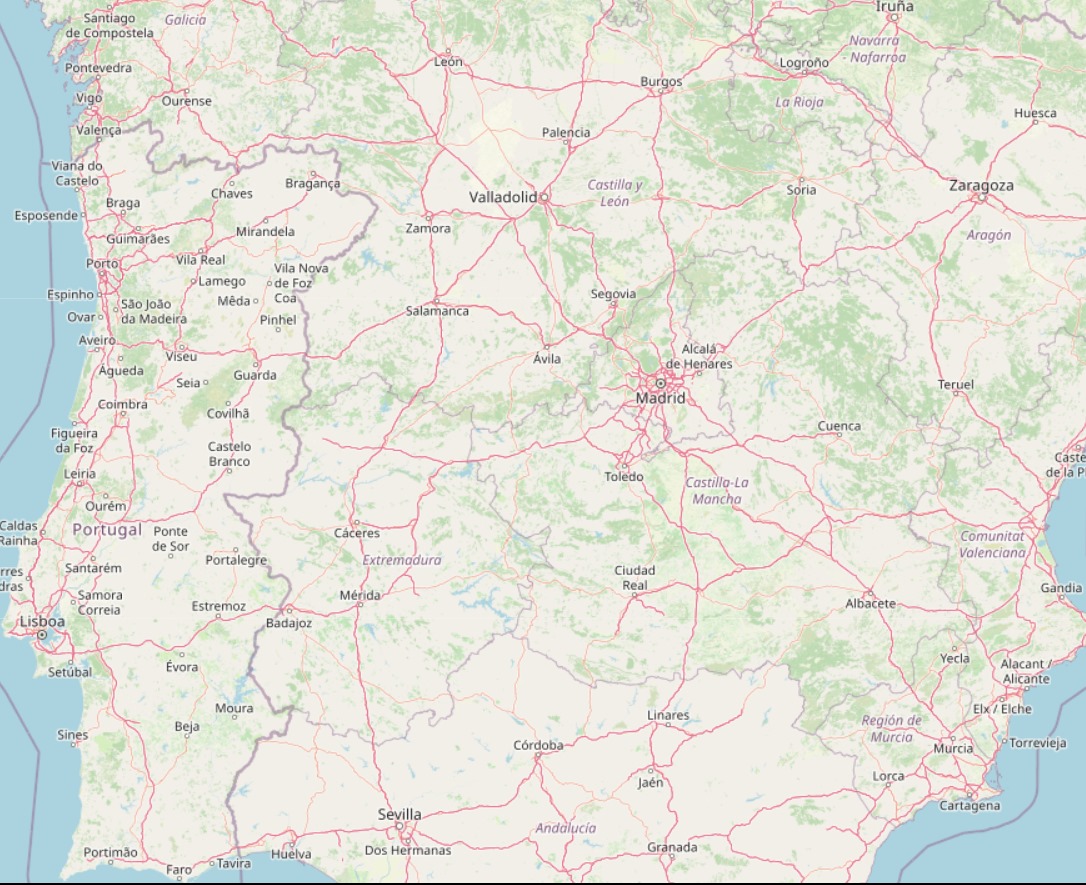 Iruña
Santiago
de Compostela
Galicia
Navarra
Nafarroa
León
Logroño
Pontevedra
Burgos
Vigo
Ourense
La Rioja
Huesca
Valença
Palencia
Viana do
Castelo
Chaves
Bragança
Castilla y
León
Soria
Zaragoza
Valladolid
Braga
Esposende
Zamora
Guimarães
Mirandela
Aragón
Porto
Vila Real
Vila Nova
de Foz
Coa
Lamego
Espinho
São João
da Madeira
Mêda
Segovia
Ovar
Pinhel
Salamanca
Aveiro
Viseu
Ávila
Alcalá
de Henares
Águeda
Guarda
Seia
Teruel
Madrid
Coimbra
Covilhã
Cuenca
Figueira
da Foz
Castelo
Branco
Caste
de la P
Leiria
Toledo
Castilla-La
Mancha
Ourém
Caldas
Rainha
Portugal
Ponte
de Sor
Cáceres
Comunitat
Valenciana
Portalegre
Extremadura
Santarém
rres
dras
Ciudad
Real
Gandia
Samora
Correia
Mérida
Albacete
Estremoz
Lisboa
Badajoz
Yecla
Setúbal
Évora
Alacant /
Alicante
Moura
Elx / Elche
Beja
Linares
Región de
Murcia
Sines
Córdoba
Murcia
Torrevieja
Jaén
Lorca
Cartagena
Sevilla
Andalucía
Dos Hermanas
Granada
Portimão
Huelva
Faro
Tavira